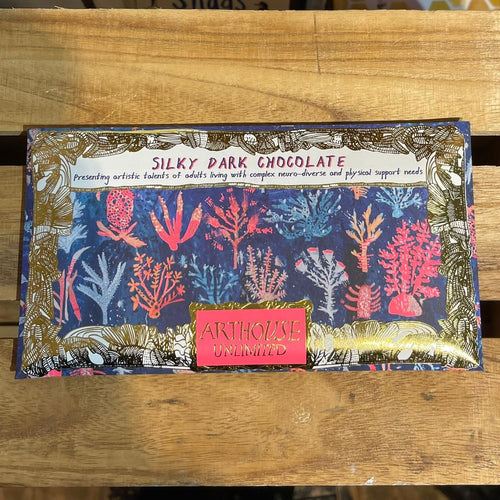 SILKY DARK CHOCOLATE
Presenting artistic talents of adults living with complex neuro-diverse and physical support needs
ARTHOUSE
UNLIMITED